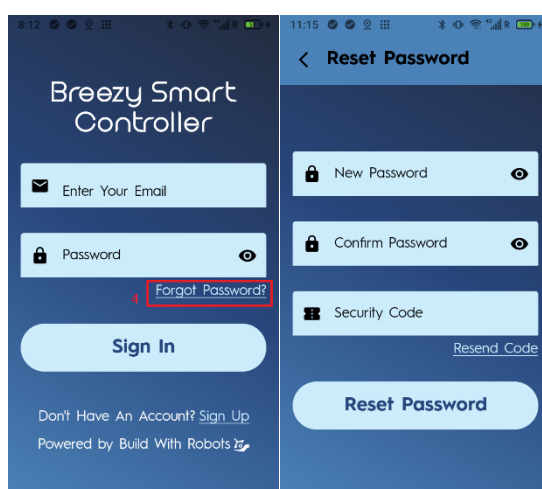 8:12
Breezy Smart
Controller
Enter Your Email
Password
4 Forgot Password?
Sign In
Don't Have An Account? Sign Up
Powered by Build With Robots
11:15
Reset Password
New Password
Confirm Password
Security Code
Resend Code
Reset Password